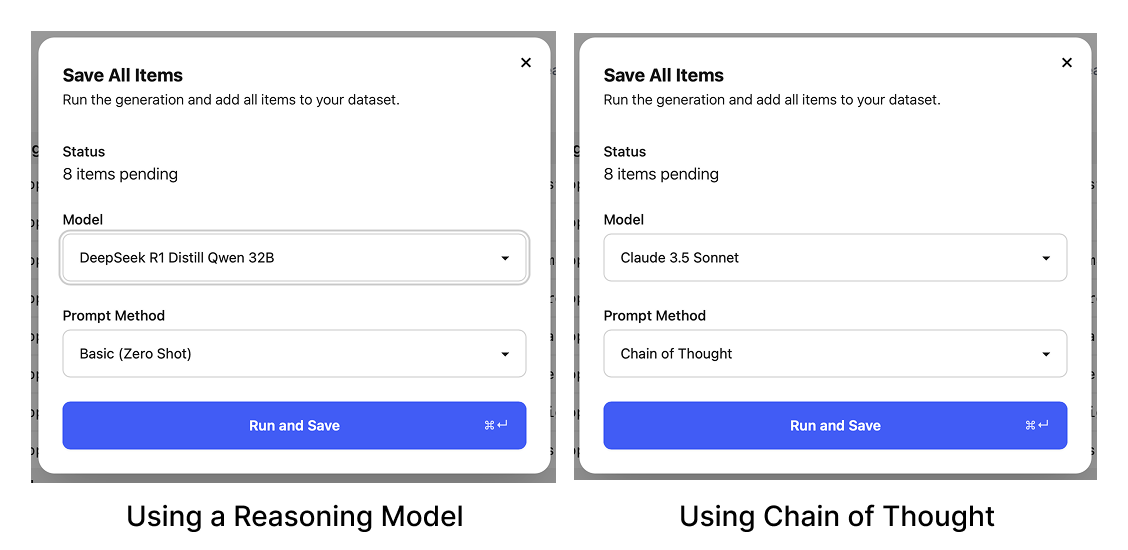 Save All Items
Run the generation and add all items to your dataset.
Status
8 items pending
Model
DeepSeek R1 Distill Qwen 32B
Prompt Method
Basic (Zero Shot)
Run and Save ⌘↵
Using a Reasoning Model
Save All Items
Run the generation and add all items to your dataset.
Status
8 items pending
Model
Claude 3.5 Sonnet
Prompt Method
Chain of Thought
Run and Save ⌘↵
Using Chain of Thought